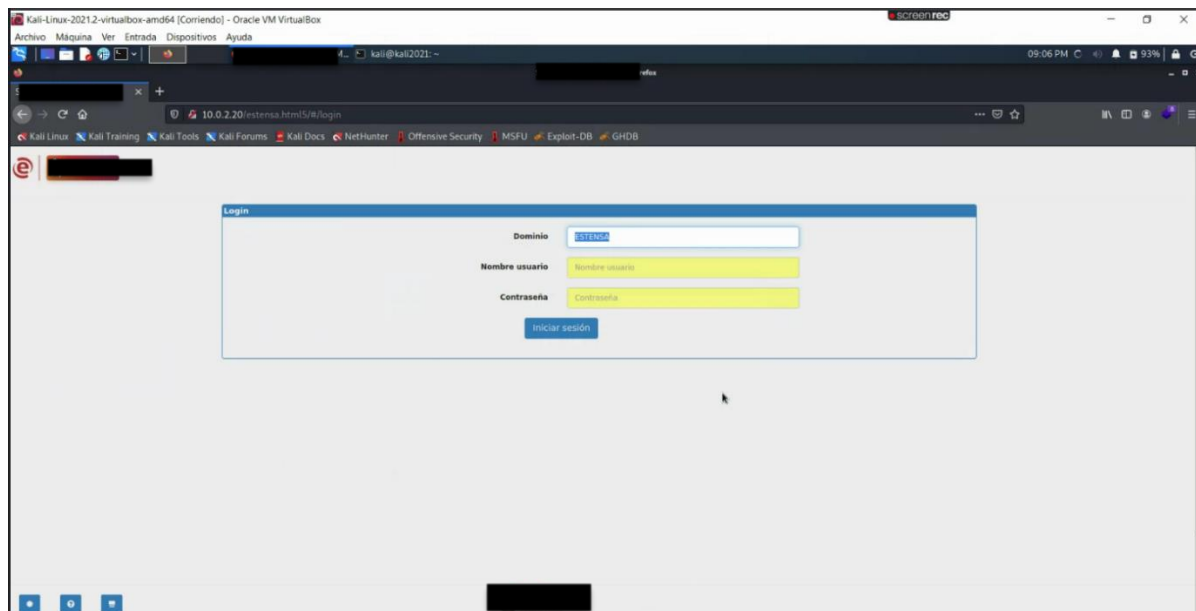 Kali-Linux-2021.2-virtualbox-amd64 [Corriendo] - Oracle VM VirtualBox
screenrec
Archivo Máquina Ver Entrada Dispositivos Ayuda
kali@kali2021: ~
09:06 PM
93%
10.0.2.20/estensa.html5/#/login
Kali Linux Kali Training Kali Tools Kali Forums Kali Docs NetHunter Offensive Security MSFU Exploit-DB GHDB
Login
Dominio ESTENSA
Nombre usuario Nombre usuario
Contraseña Contraseña
Iniciar sesión